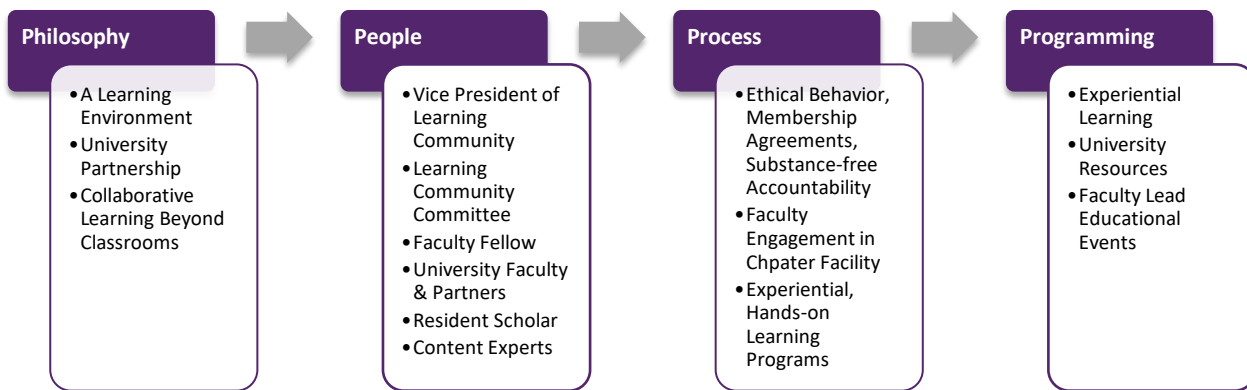 Philosophy
•A Learning
Environment
•University
Partnership
•Collaborative
Learning Beyond
Classrooms
People
•Vice President of
Learning
Community
•Learning
Community
Committee
•Faculty Fellow
•University Faculty
& Partners
•Resident Scholar
•Content Experts
Process
•Ethical Behavior,
Membership
Agreements,
Substance-free
Accountability
•Faculty
Engagement in
Chpater Facility
•Experiential,
Hands-on
Learning
Programs
Programming
•Experiential
Learning
•University
Resources
•Faculty Lead
Educational
Events